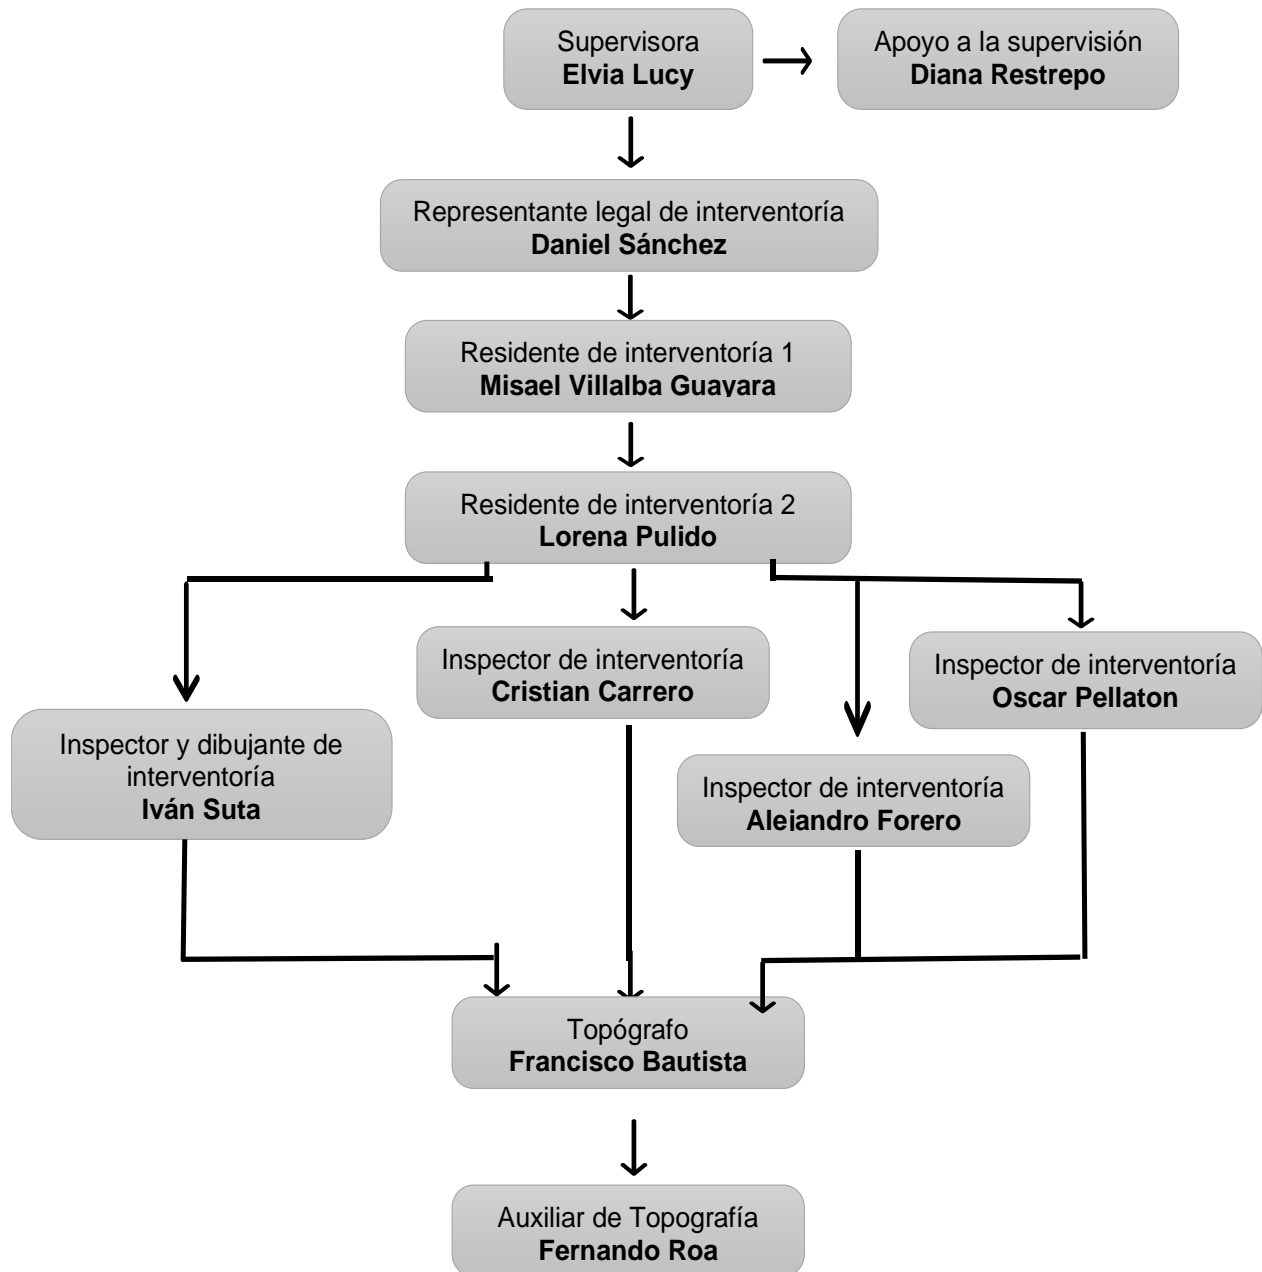 Supervisora
Elvia Lucy
Apoyo a la supervisión
Diana Restrepo
Representante legal de interventoría
Daniel Sánchez
Residente de interventoría 1
Misael Villalba Guayara
Residente de interventoría 2
Lorena Pulido
Inspector de interventoría
Cristian Carrero
Inspector de interventoría
Oscar Pellaton
Inspector y dibujante de
interventoría
Iván Suta
Inspector de interventoría
Alejandro Forero
Topógrafo
Francisco Bautista
Auxiliar de Topografía
Fernando Roa